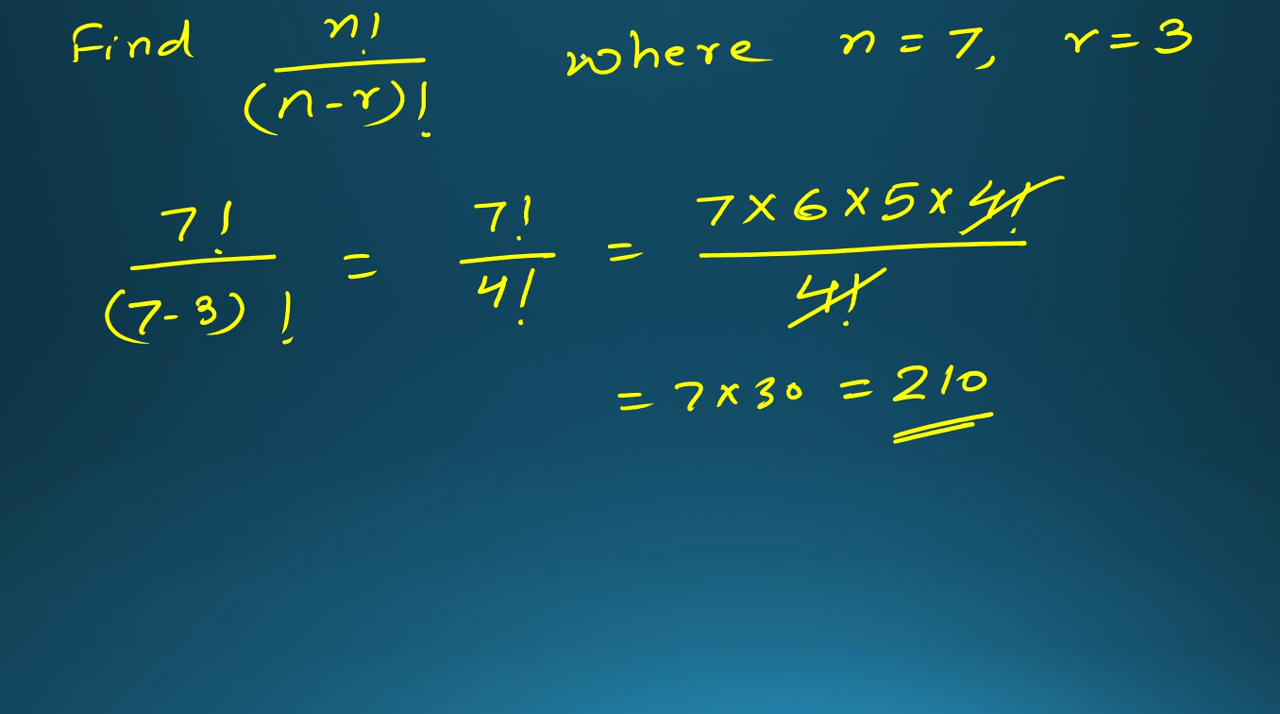 Find n!/(n-r)! where n = 7, r = 3
7!/(7-3)! = 7!/4! = 7×6×5×4!/4!
= 7×30 = 210